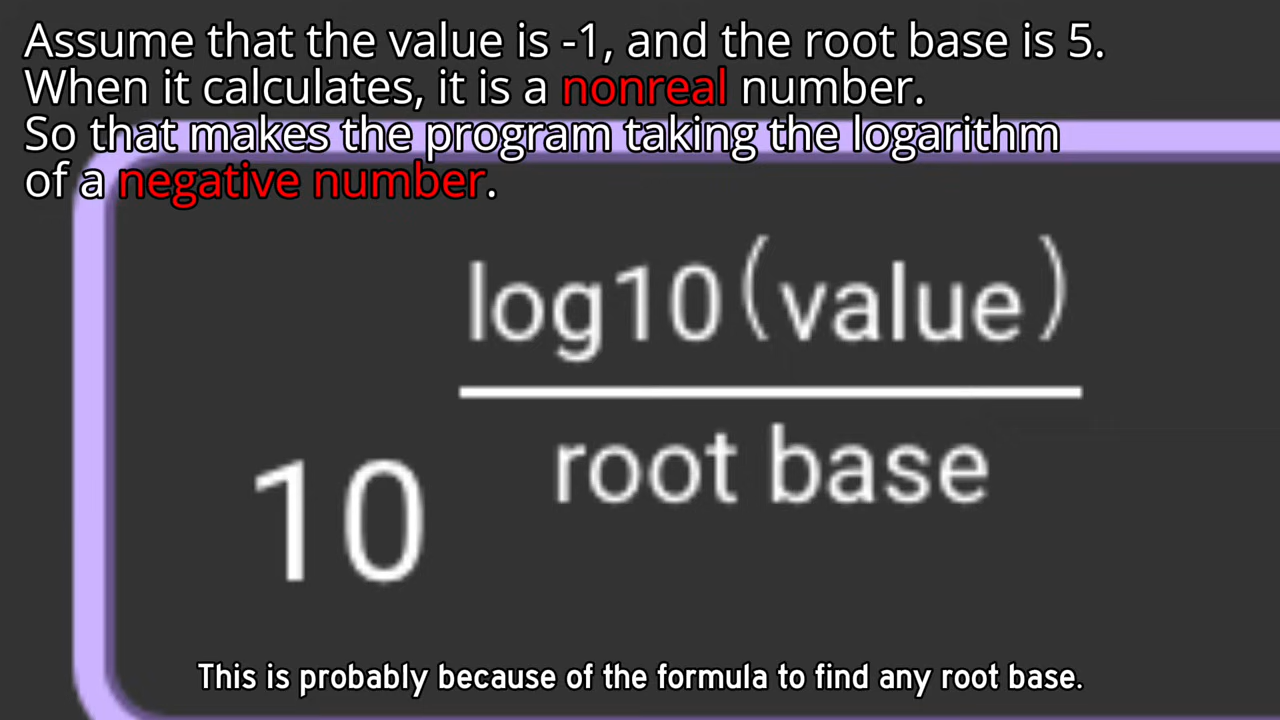 Assume that the value is -1, and the root base is 5.
When it calculates, it is a nonreal number.
So that makes the program taking the logarithm
of a negative number.
log10(value)
root base
10
This is probably because of the formula to find any root base.